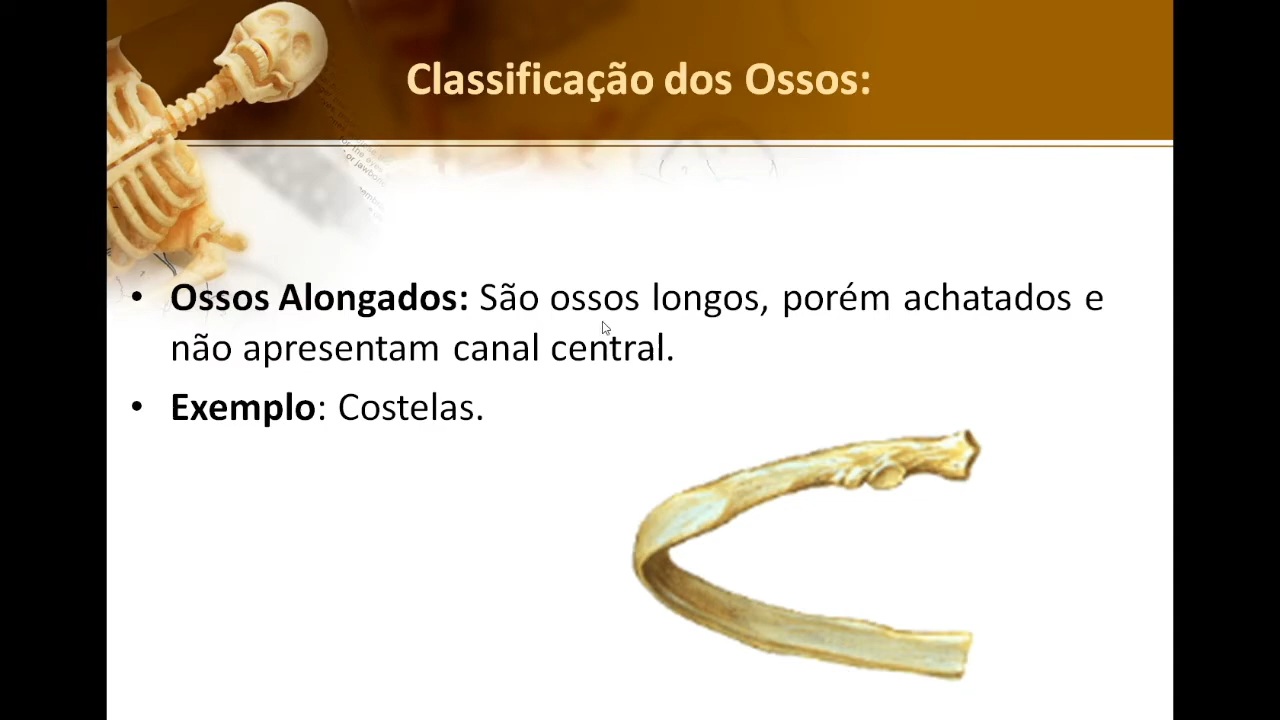 Classificação dos Ossos:
• Ossos Alongados: São ossos longos, porém achatados e
não apresentam canal central.
• Exemplo: Costelas.